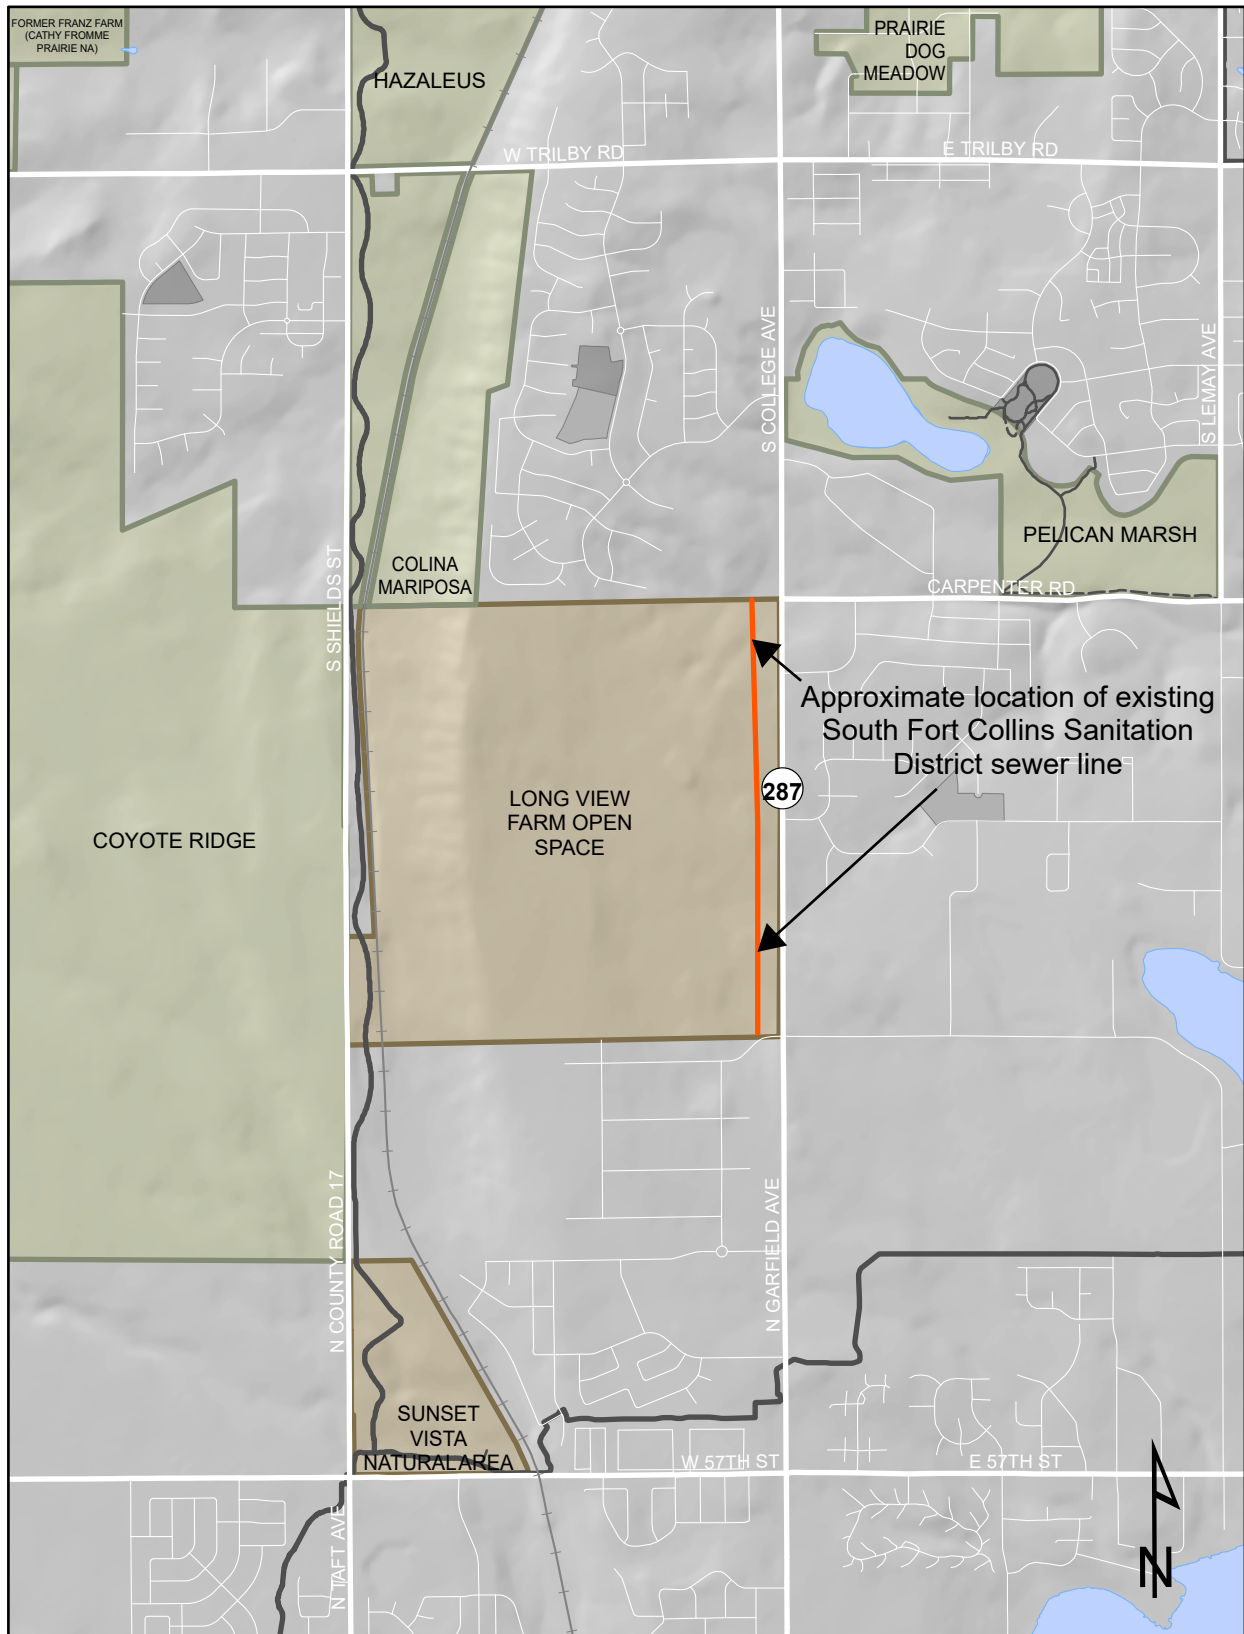 FORMER FRANZ FARM
(CATHY FROMME
PRAIRIE NA)
HAZALEUS
PRAIRIE
DOG
MEADOW
W TRILBY RD
E TRILBY RD
S COLLEGE AVE
S LEMAY AVE
PELICAN MARSH
COLINA
MARIPOSA
S SHIELDS ST
CARPENTER RD
Approximate location of existing
South Fort Collins Sanitation
District sewer line
287
LONG VIEW
FARM OPEN
SPACE
COYOTE RIDGE
N COUNTY ROAD 17
N GARFIELD AVE
SUNSET
VISTA
NATURAL AREA
W 57TH ST
E 57TH ST
N TAFT AVE
N